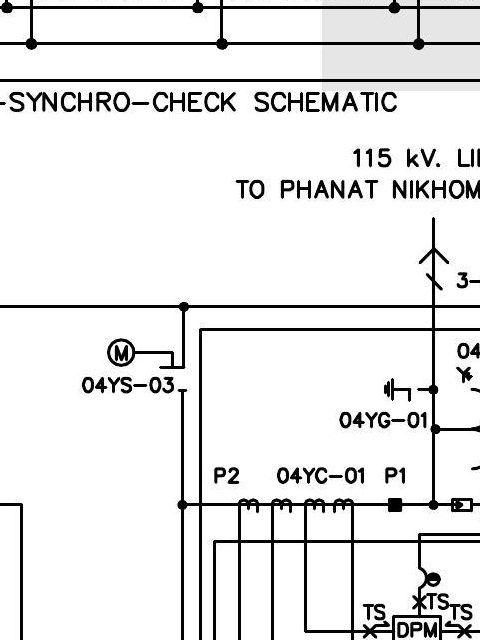 -SYNCHRO-CHECK SCHEMATIC
115 kV. LI
TO PHANAT NIKHOM
3-
M
04
04YS-03
Y
04YG-01
P2 04YC-01 P1
TS
TS TS
DPM